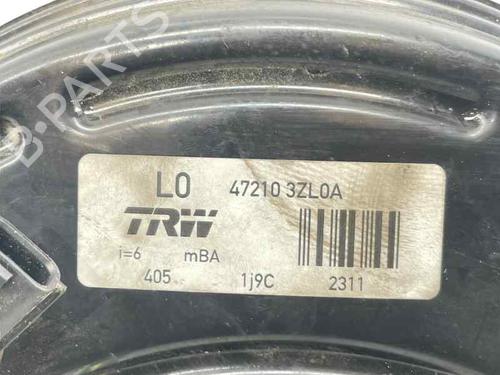 B-PARTS
L0 47210 3ZL0A
TRW
i=6 mBA
405 1j9C 2311